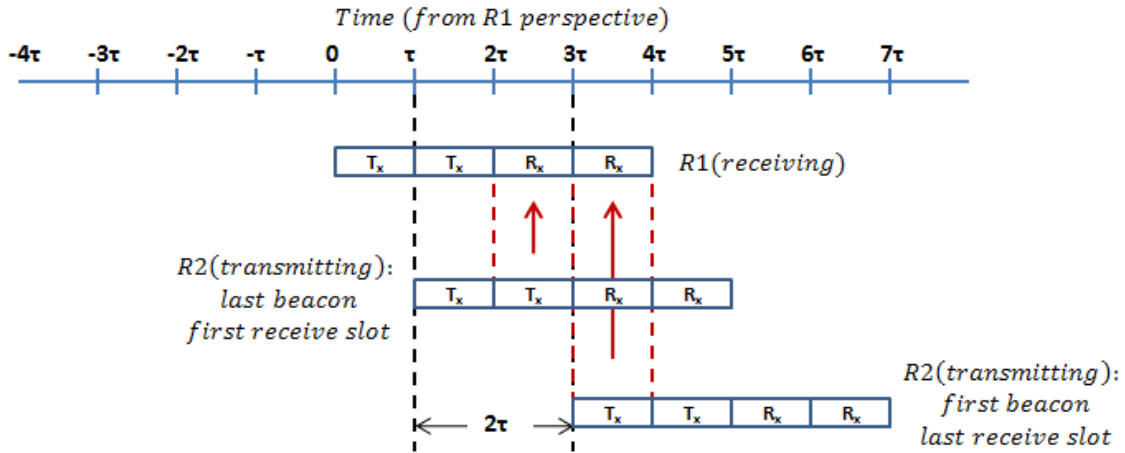 Time (from R1 perspective)
-4τ -3τ -2τ -τ 0 τ 2τ 3τ 4τ 5τ 6τ 7τ
Tx Tx Rx Rx R1(receiving)
R2(transmitting):
last beacon
first receive slot
Tx Tx Rx Rx
R2(transmitting):
first beacon
last receive slot
2τ
Tx Tx Rx Rx